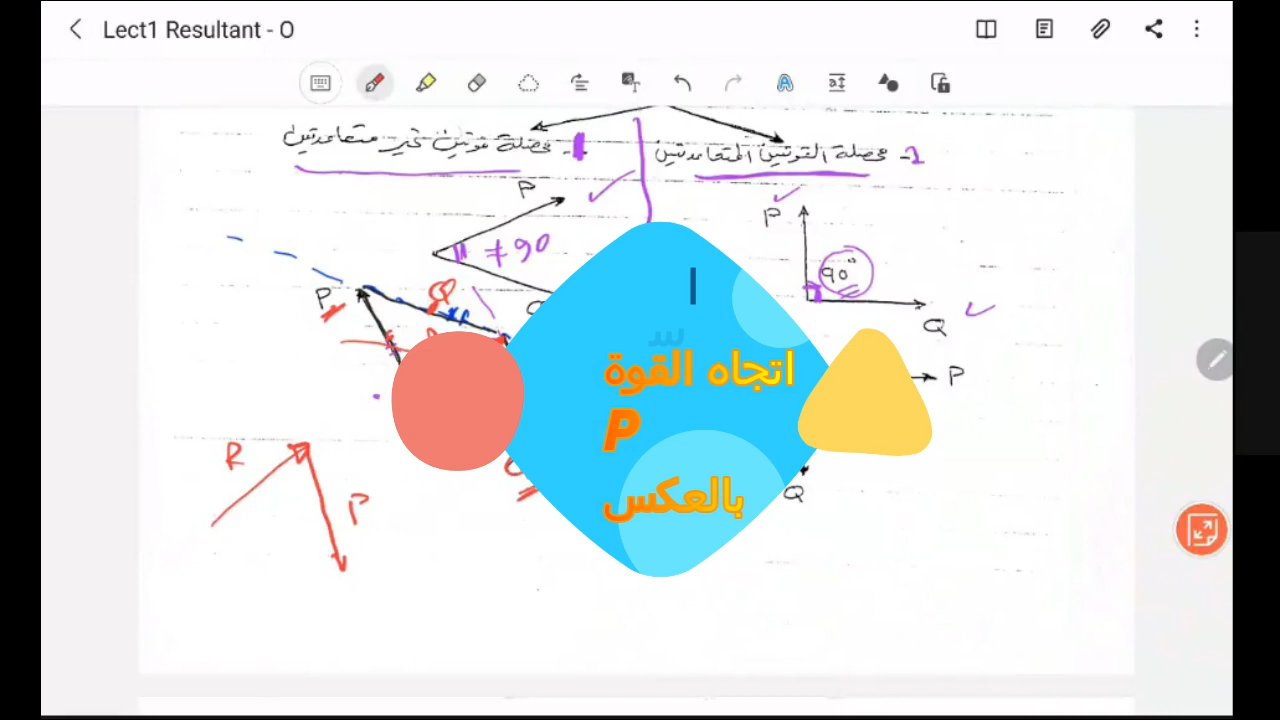 Lect1 Resultant - O
1- محصلة القوتين المتعامدتين
- محصلة قوتين غير متعامدتين
P
≠ 90
P
90°
Q
P
P
Q
R
P
اتجاه القوة
P
بالعكس